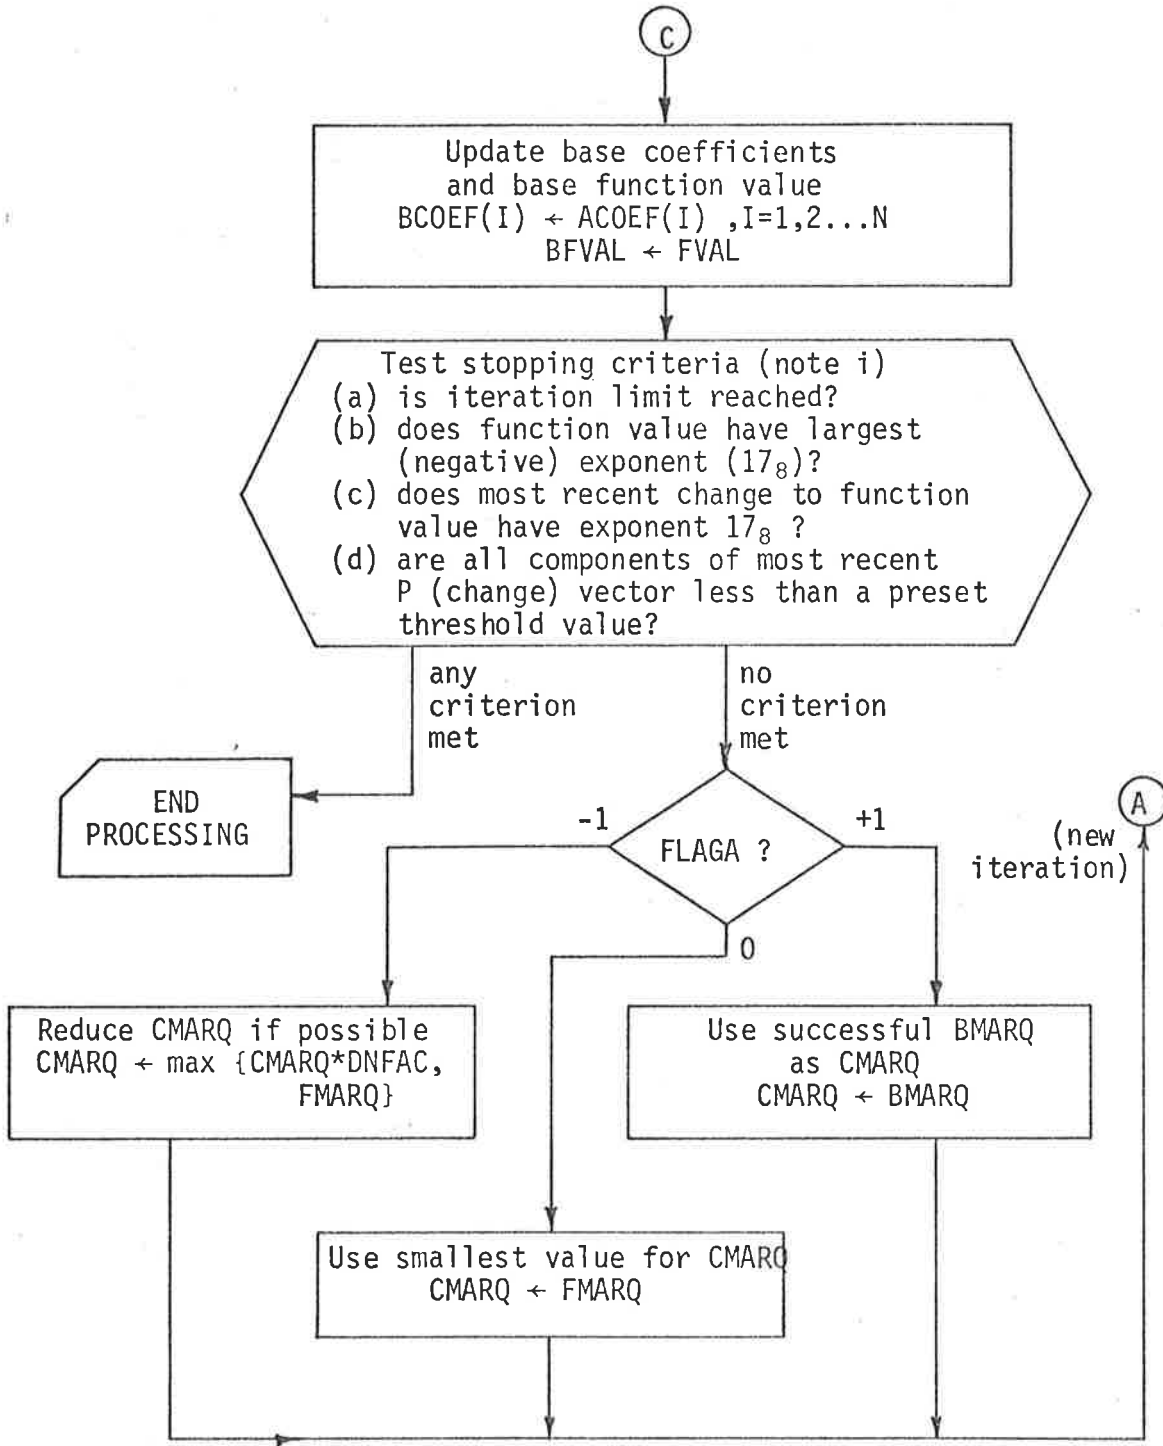 C
Update base coefficients
and base function value
BCOEF(I) ← ACOEF(I) ,I=1,2...N
BFVAL ← FVAL
Test stopping criteria (note i)
(a) is iteration limit reached?
(b) does function value have largest
(negative) exponent (17₈)?
(c) does most recent change to function
value have exponent 17₈ ?
(d) are all components of most recent
P (change) vector less than a preset
threshold value?
any
criterion
met
no
criterion
met
END
PROCESSING
-1
FLAGA ?
+1
0
A
(new
iteration)
Reduce CMARQ if possible
CMARQ ← max {CMARQ*DNFAC,
FMARQ}
Use successful BMARQ
as CMARQ
CMARQ ← BMARQ
Use smallest value for CMARQ
CMARQ ← FMARQ